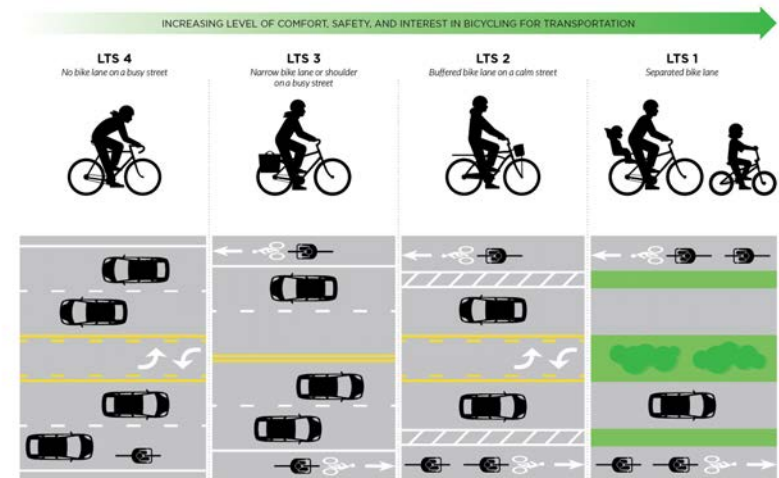 INCREASING LEVEL OF COMFORT, SAFETY, AND INTEREST IN BICYCLING FOR TRANSPORTATION
LTS 4
No bike lane on a busy street
LTS 3
Narrow bike lane or shoulder
on a busy street
LTS 2
Buffered bike lane on a calm street
LTS 1
Separated bike lane